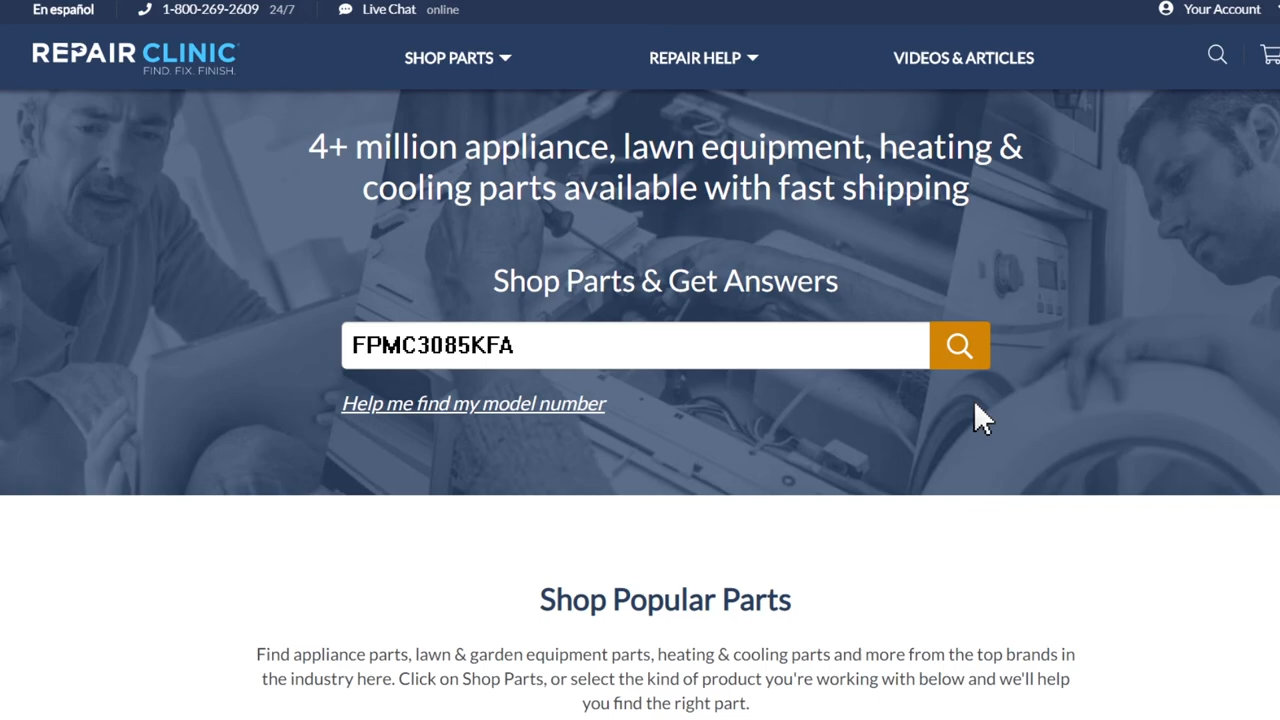 En español 1-800-269-2609 24/7 Live Chat online Your Account
REPAIR CLINIC
FIND. FIX. FINISH.
SHOP PARTS REPAIR HELP VIDEOS & ARTICLES
4+ million appliance, lawn equipment, heating &
cooling parts available with fast shipping
Shop Parts & Get Answers
FPMC3085KFA
Help me find my model number
Shop Popular Parts
Find appliance parts, lawn & garden equipment parts, heating & cooling parts and more from the top brands in
the industry here. Click on Shop Parts, or select the kind of product you're working with below and we'll help
you find the right part.